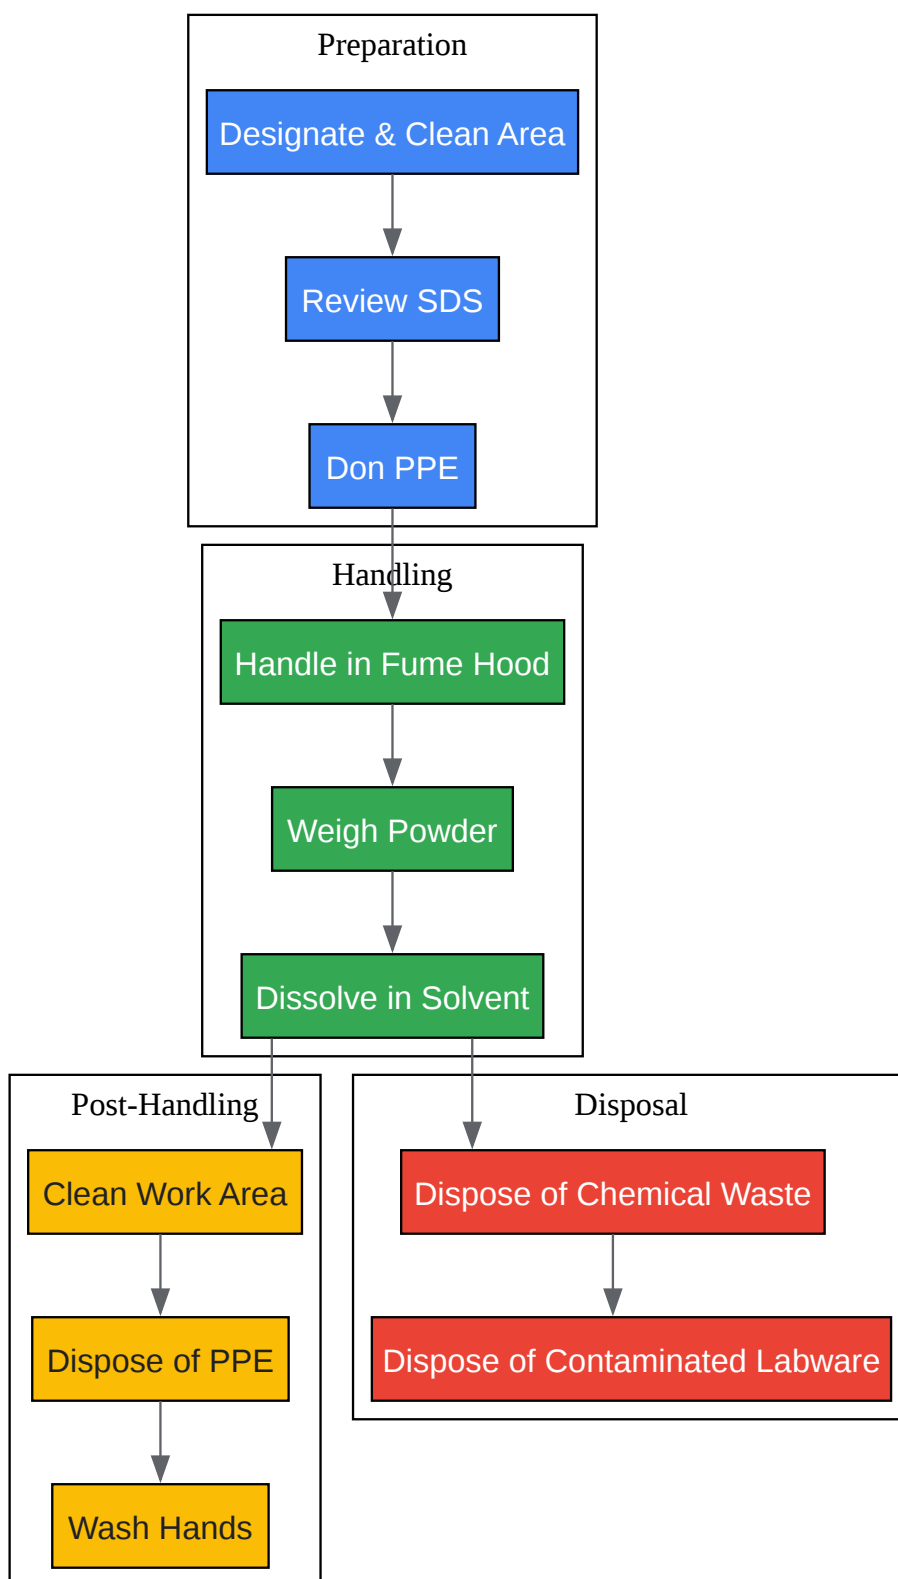 Preparation
Designate & Clean Area
Review SDS
Don PPE
Handling
Handle in Fume Hood
Weigh Powder
Dissolve in Solvent
Post-Handling
Clean Work Area
Dispose of PPE
Wash Hands
Disposal
Dispose of Chemical Waste
Dispose of Contaminated Labware